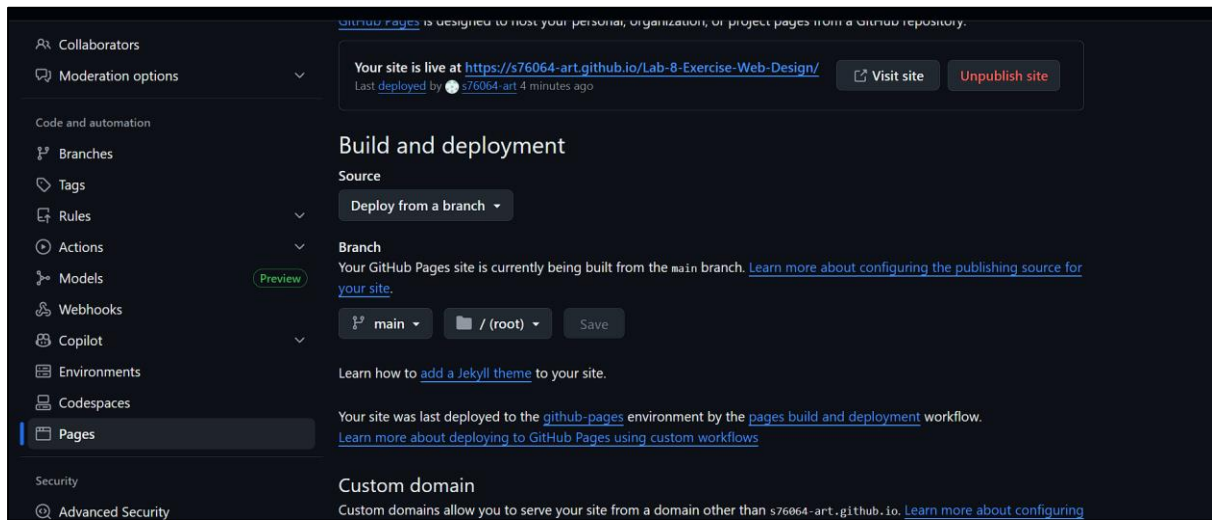 GitHub Pages is designed to host your personal, organization, or project pages from a GitHub repository.
Collaborators
Moderation options
Code and automation
Branches
Tags
Rules
Actions
Models Preview
Webhooks
Copilot
Environments
Codespaces
Pages
Security
Advanced Security
Your site is live at https://s76064-art.github.io/Lab-8-Exercise-Web-Design/
Last deployed by s76064-art 4 minutes ago
Visit site
Unpublish site
Build and deployment
Source
Deploy from a branch
Branch
Your GitHub Pages site is currently being built from the main branch. Learn more about configuring the publishing source for
your site.
main / (root) Save
Learn how to add a Jekyll theme to your site.
Your site was last deployed to the github-pages environment by the pages build and deployment workflow.
Learn more about deploying to GitHub Pages using custom workflows
Custom domain
Custom domains allow you to serve your site from a domain other than s76064-art.github.io. Learn more about configuring